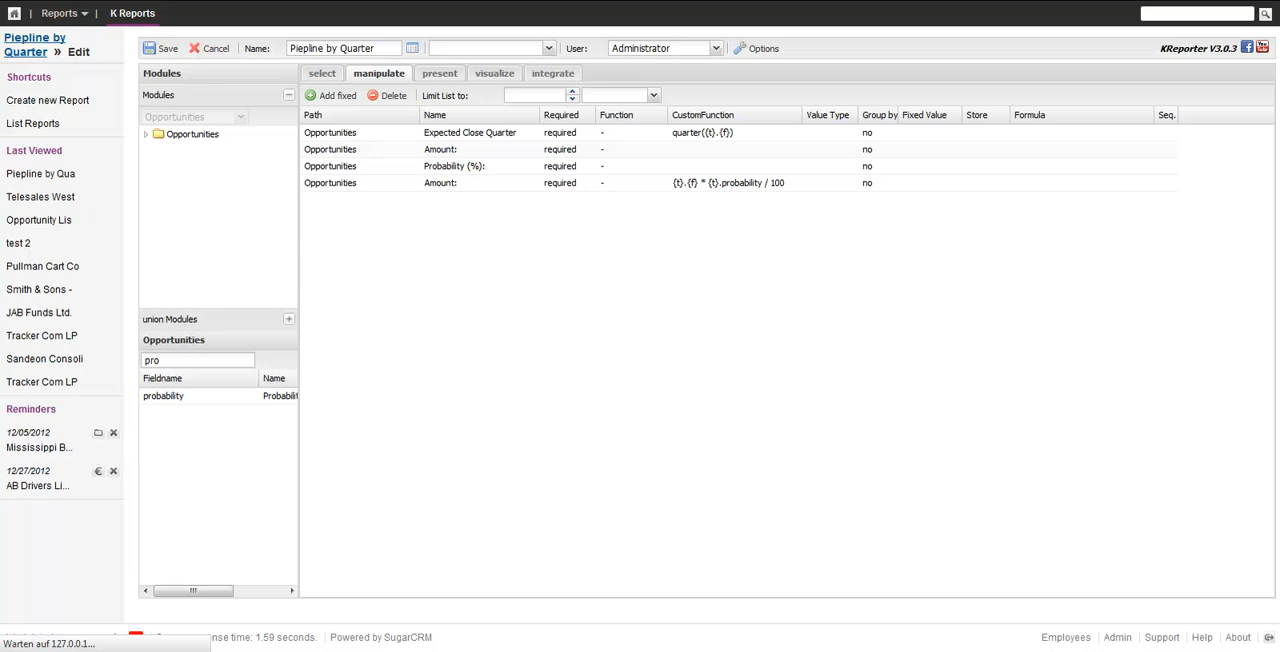 | Reports | K Reports
Piepline by Quarter » Edit
Shortcuts
Create new Report
List Reports
Last Viewed
Piepline by Qua
Telesales West
Opportunity Lis
test 2
Pullman Cart Co
Smith & Sons -
JAB Funds Ltd.
Tracker Com LP
Sandeon Consoli
Tracker Com LP
Reminders
12/05/2012
Mississippi B...
12/27/2012
€
AB Drivers Li...
Save Cancel Name: Piepline by Quarter User: Administrator Options KReporter V3.0.3
Modules
Modules
Opportunities
Opportunities
union Modules
Opportunities
pro
Fieldname Name
probability Probabilit
select manipulate present visualize integrate
Add fixed Delete Limit List to:
Path Name Required Function CustomFunction Value Type Group by Fixed Value Store Formula Seq.
Opportunities Expected Close Quarter required - quarter({t}.{f}) no
Opportunities Amount: required - no
Opportunities Probability (%): required - no
Opportunities Amount: required - {t}.{f} * {t}.probability / 100 no
nse time: 1.59 seconds. | Powered by SugarCRM
Employees | Admin | Support | Help | About
Warten auf 127.0.0.1...